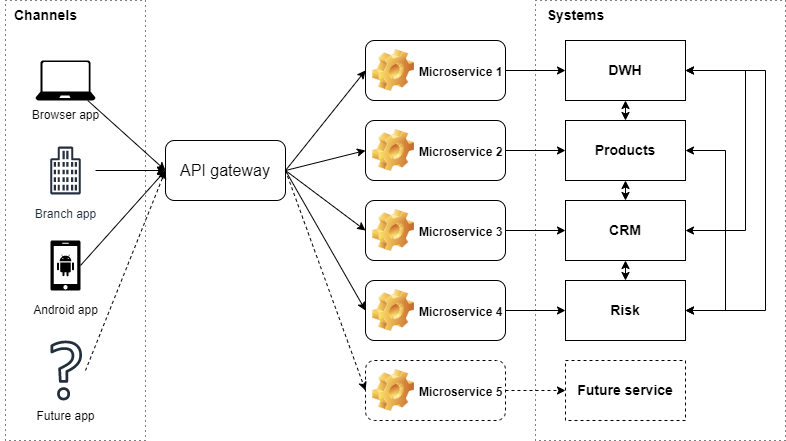 Channels
Browser app
Branch app
Android app
Future app
API gateway
Microservice 1
Microservice 2
Microservice 3
Microservice 4
Microservice 5
Systems
DWH
Products
CRM
Risk
Future service